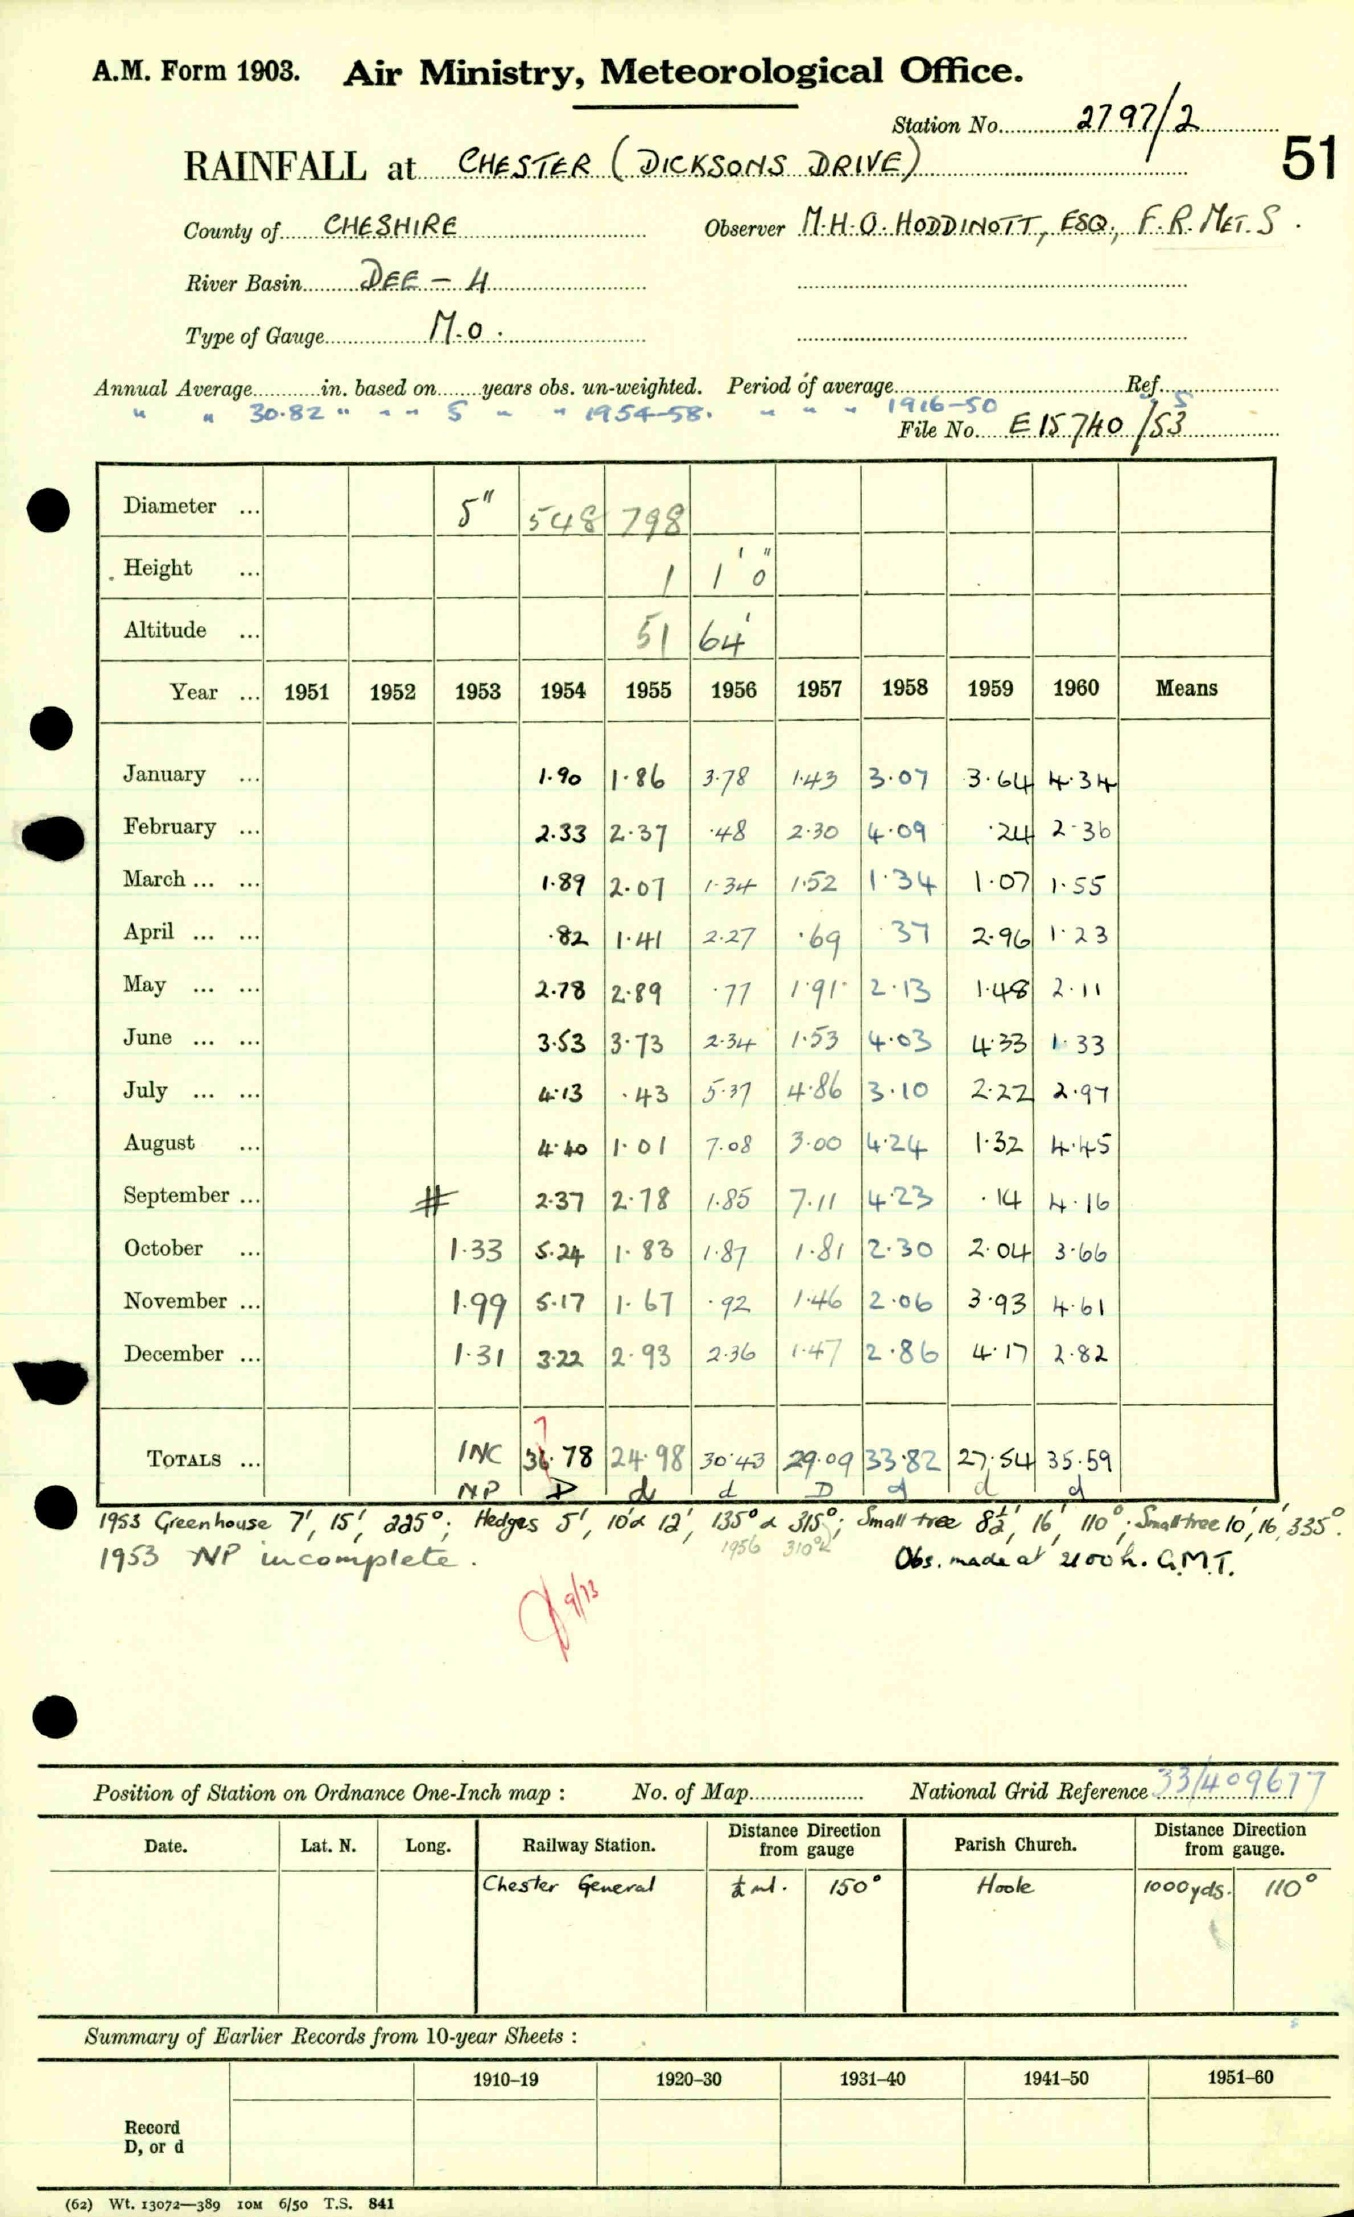 A.M. Form 1903. Air Ministry, Meteorological Office.
Station No. 2797/2
51
RAINFALL at CHESTER (DICKSONS DRIVE)
County of CHESHIRE Observer M.H.O. HODDINOTT, ESQ., F.R.MET.S.
River Basin DEE - 4
Type of Gauge M.O.
Annual Average in. based on years obs. un-weighted. Period of average Ref.
" " 30.82 " " " 5 " " 1954-58. " " " 1916-50 " 5
File No. E15740/53
Diameter ... 5" 548 798
Height ... 1 1' 0"
Altitude ... 51 64'
Year ... 1951 1952 1953 1954 1955 1956 1957 1958 1959 1960 Means
January ... 1.90 1.86 3.78 1.43 3.07 3.64 4.34
February ... 2.33 2.37 .48 2.30 4.09 .24 2.36
March ... ... 1.89 2.07 1.34 1.52 1.34 1.07 1.55
April ... ... .82 1.41 2.27 .69 .37 2.96 1.23
May ... ... 2.78 2.89 .77 1.91 2.13 1.48 2.11
June ... ... 3.53 3.73 2.34 1.53 4.03 4.33 1.33
July ... ... 4.13 .43 5.37 4.86 3.10 2.22 2.97
August ... 4.40 1.01 7.08 3.00 4.24 1.32 4.45
September ... # 2.37 2.78 1.85 7.11 4.23 .14 4.16
October ... 1.33 5.24 1.83 1.87 1.81 2.30 2.04 3.66
November ... 1.99 5.17 1.67 .92 1.46 2.06 3.93 4.61
December ... 1.31 3.22 2.93 2.36 1.47 2.86 4.17 2.82
7
TOTALS ... INC 36.78 24.98 30.43 29.09 33.82 27.54 35.59
NP D d d D d d d
1953 Greenhouse 7', 15', 225°; Hedges 5', 10' & 12', 135° & 315°; Small tree 8½', 16', 110°; Small tree 10', 16', 335°.
1956 310°
1953 NP incomplete. Obs. made at 2100h. G.M.T.
9/73
Position of Station on Ordnance One-Inch map : No. of Map National Grid Reference 33/409677
Date. Lat. N. Long. Railway Station. Distance Direction from gauge Parish Church. Distance Direction from gauge.
Chester General ½ ml. 150° Hoole 1000yds. 110°
Summary of Earlier Records from 10-year Sheets :
1910–19 1920–30 1931–40 1941–50 1951–60
Record
D, or d
(62) Wt. 13072—389 10M 6/50 T.S. 841